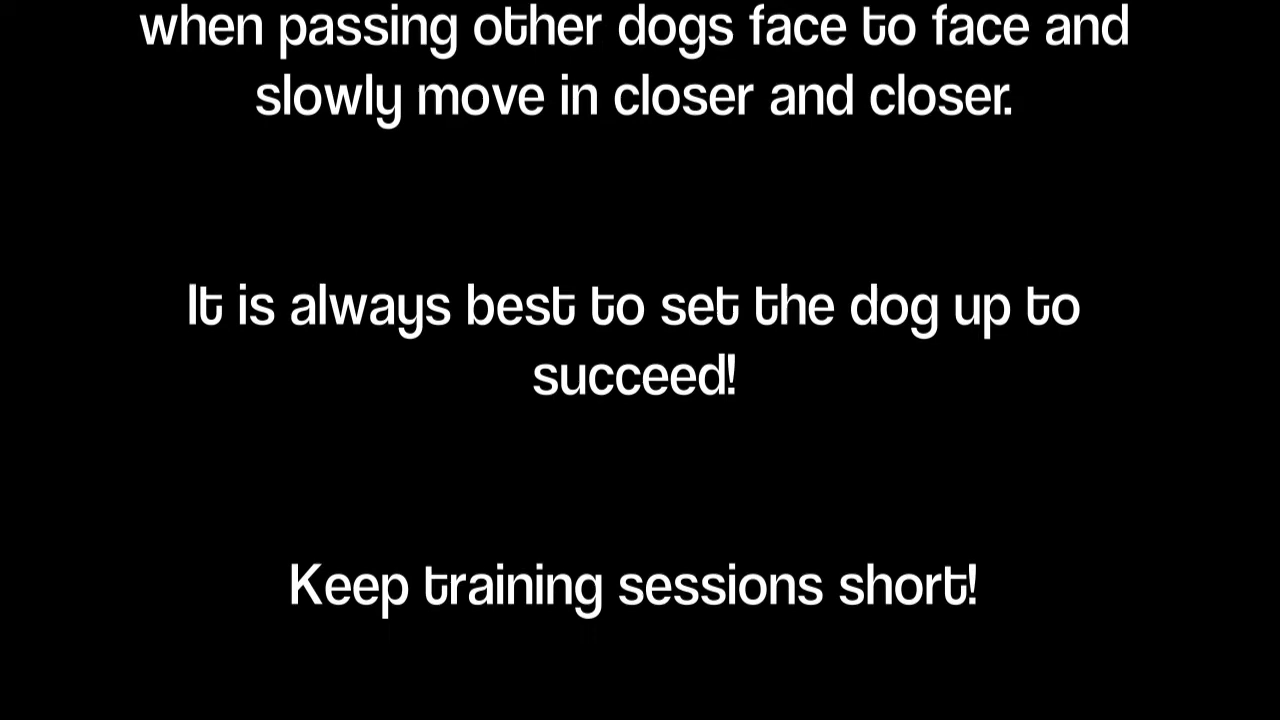 when passing other dogs face to face and
slowly move in closer and closer.
It is always best to set the dog up to
succeed!
Keep training sessions short!